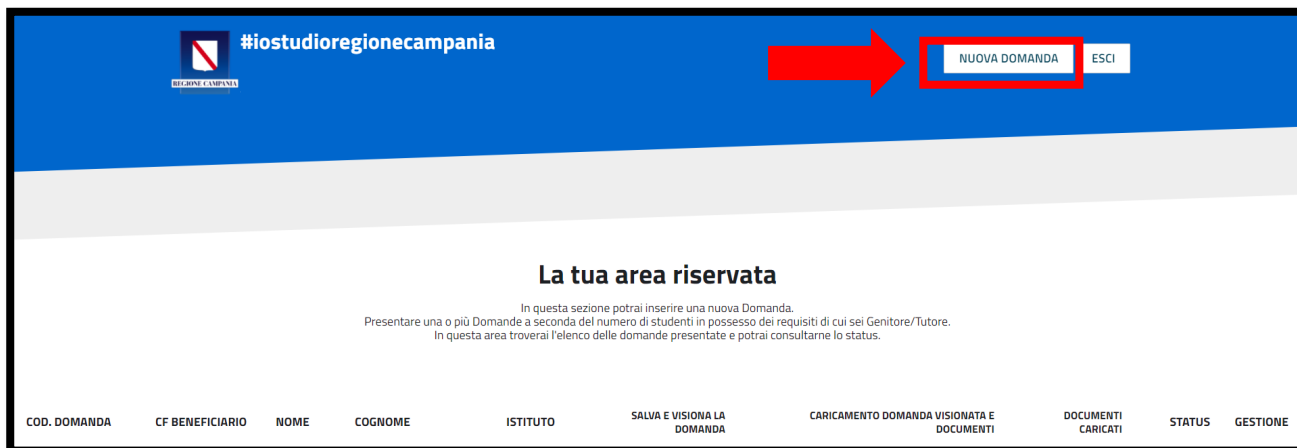 #iostudioregionecampania
REGIONE CAMPANIA
NUOVA DOMANDA
ESCI
La tua area riservata
In questa sezione potrai inserire una nuova Domanda.
Presentare una o più Domande a seconda del numero di studenti in possesso dei requisiti di cui sei Genitore/Tutore.
In questa area troverai l'elenco delle domande presentate e potrai consultarne lo status.
COD. DOMANDA
CF BENEFICIARIO
NOME
COGNOME
ISTITUTO
SALVA E VISIONA LA
DOMANDA
CARICAMENTO DOMANDA VISIONATA E
DOCUMENTI
DOCUMENTI
CARICATI
STATUS
GESTIONE